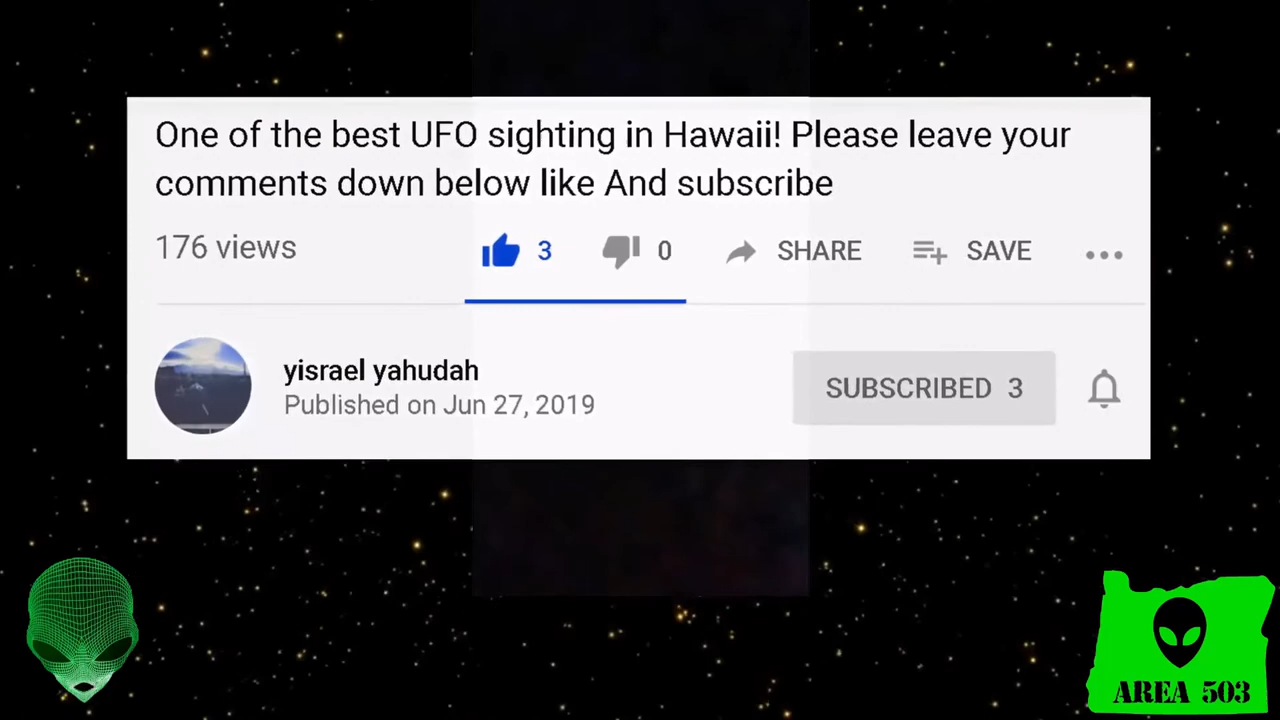 One of the best UFO sighting in Hawaii! Please leave your
comments down below like And subscribe
176 views 3 0 SHARE SAVE
yisrael yahudah
Published on Jun 27, 2019
SUBSCRIBED 3
AREA 503